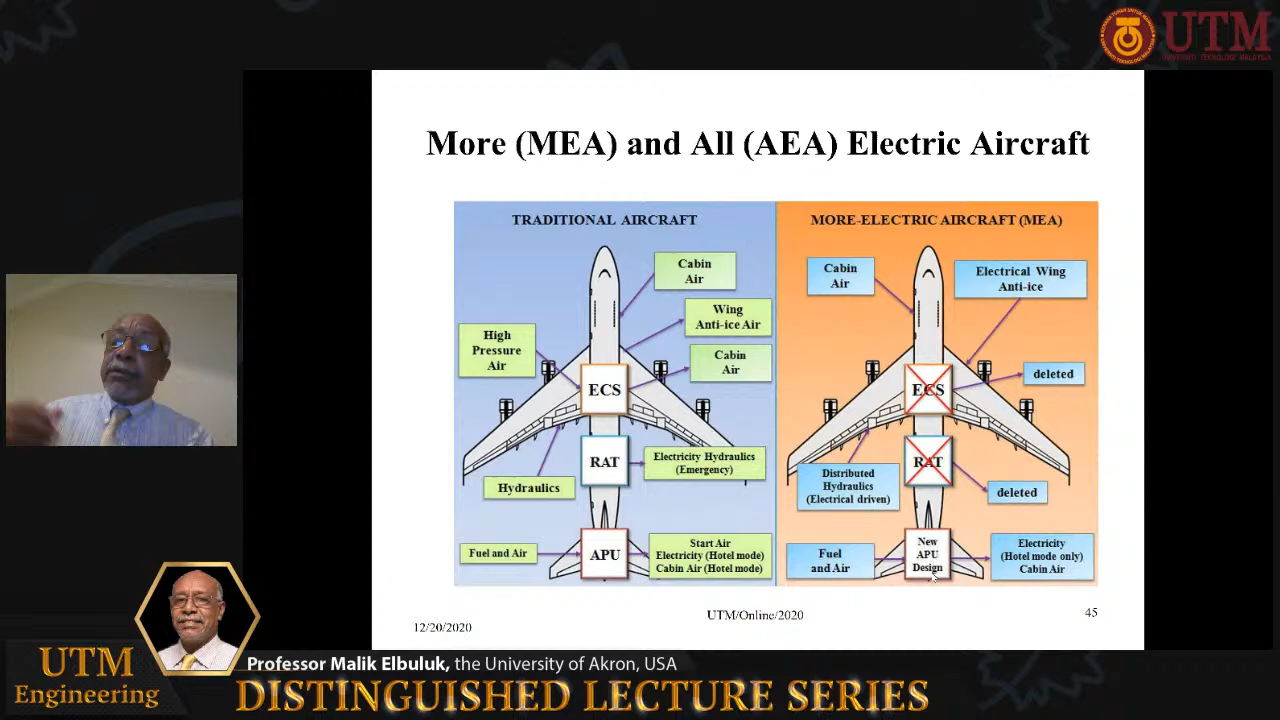 UTM
UNIVERSITI TEKNOLOGI MALAYSIA
More (MEA) and All (AEA) Electric Aircraft
TRADITIONAL AIRCRAFT
Cabin
Air
Wing
Anti-ice Air
High
Pressure
Air
Cabin
Air
ECS
RAT
Electricity Hydraulics
(Emergency)
Hydraulics
Fuel and Air
APU
Start Air
Electricity (Hotel mode)
Cabin Air (Hotel mode)
MORE-ELECTRIC AIRCRAFT (MEA)
Cabin
Air
Electrical Wing
Anti-ice
ECS
deleted
RAT
Distributed
Hydraulics
(Electrical driven)
deleted
Fuel
and Air
New
APU
Design
Electricity
(Hotel mode only)
Cabin Air
12/20/2020
UTM/Online/2020
45
UTM
Engineering
Professor Malik Elbuluk, the University of Akron, USA
DISTINGUISHED LECTURE SERIES